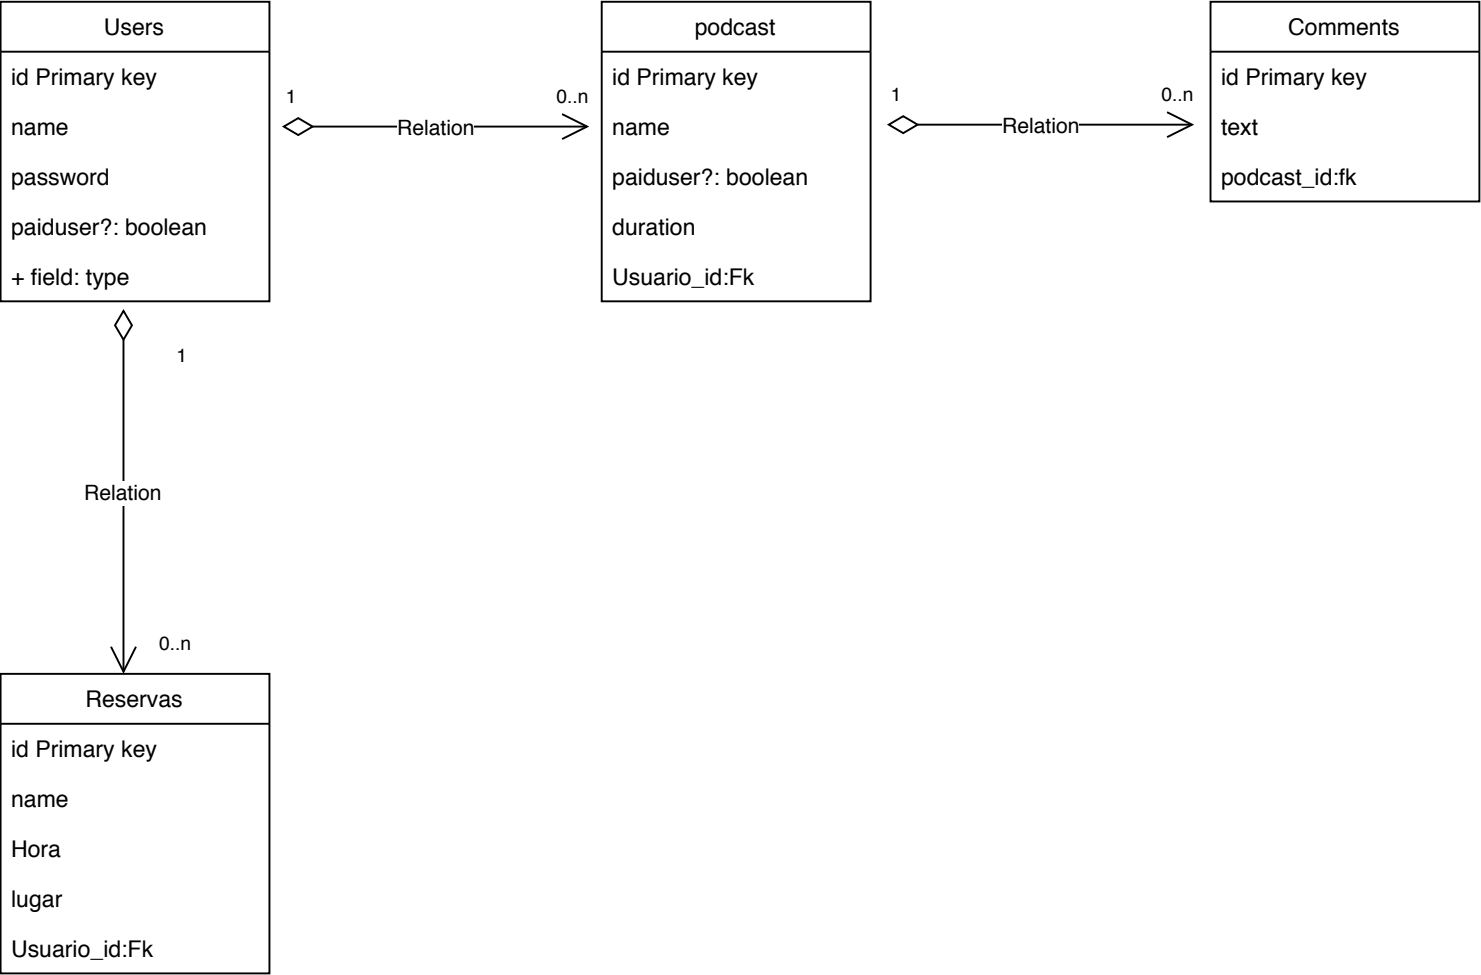 Users
id Primary key
name
password
paiduser?: boolean
+ field: type
1
Relation
0..n
podcast
id Primary key
name
paiduser?: boolean
duration
Usuario_id:Fk
1
Relation
0..n
Comments
id Primary key
text
podcast_id:fk
1
Relation
0..n
Reservas
id Primary key
name
Hora
lugar
Usuario_id:Fk